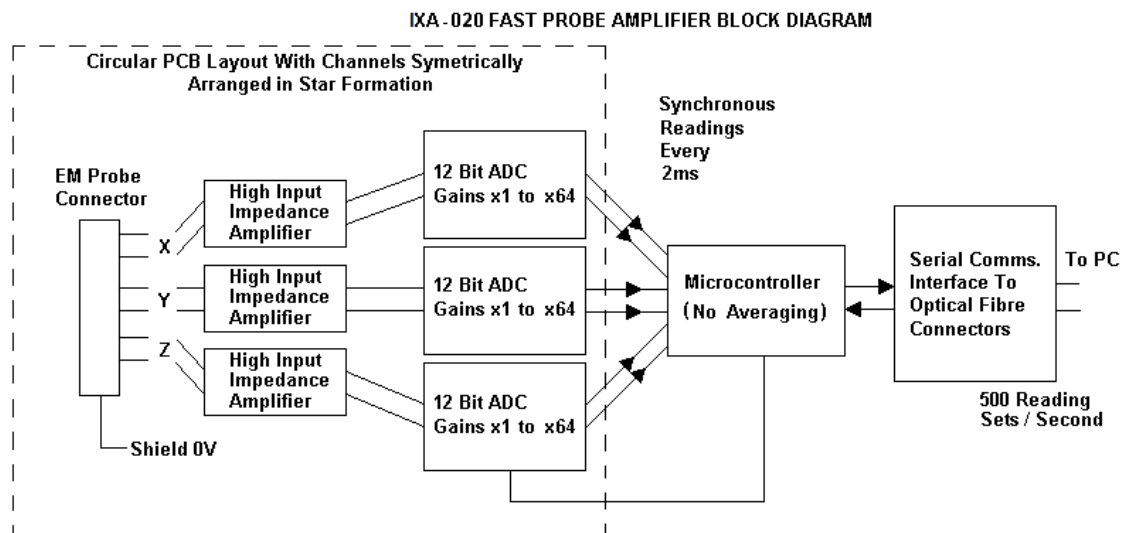 IXA-020 FAST PROBE AMPLIFIER BLOCK DIAGRAM
Circular PCB Layout With Channels Symetrically
Arranged in Star Formation
Synchronous
Readings
Every
2ms
EM Probe
Connector
X
Y
Z
Shield 0V
High Input
Impedance
Amplifier
High Input
Impedance
Amplifier
High Input
Impedance
Amplifier
12 Bit ADC
Gains x1 to x64
12 Bit ADC
Gains x1 to x64
12 Bit ADC
Gains x1 to x64
Microcontroller
(No Averaging)
Serial Comms.
Interface To
Optical Fibre
Connectors
To PC
500 Reading
Sets / Second